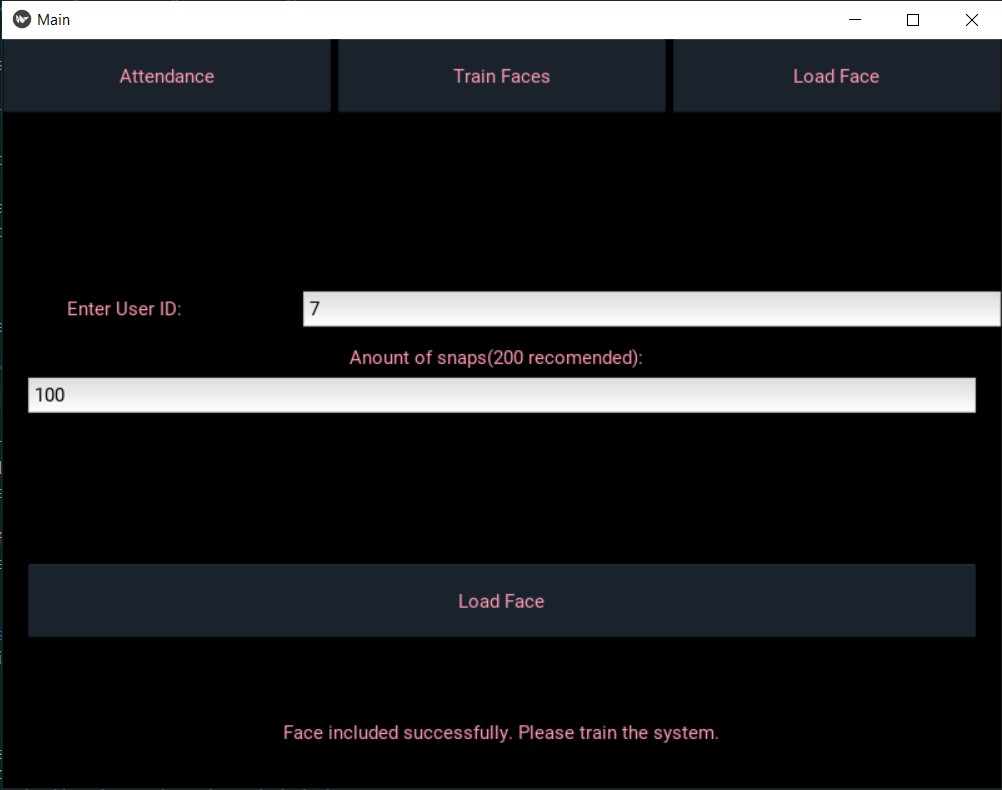 Main
Attendance Train Faces Load Face
Enter User ID: 7
Anount of snaps(200 recomended):
100
Load Face
Face included successfully. Please train the system.